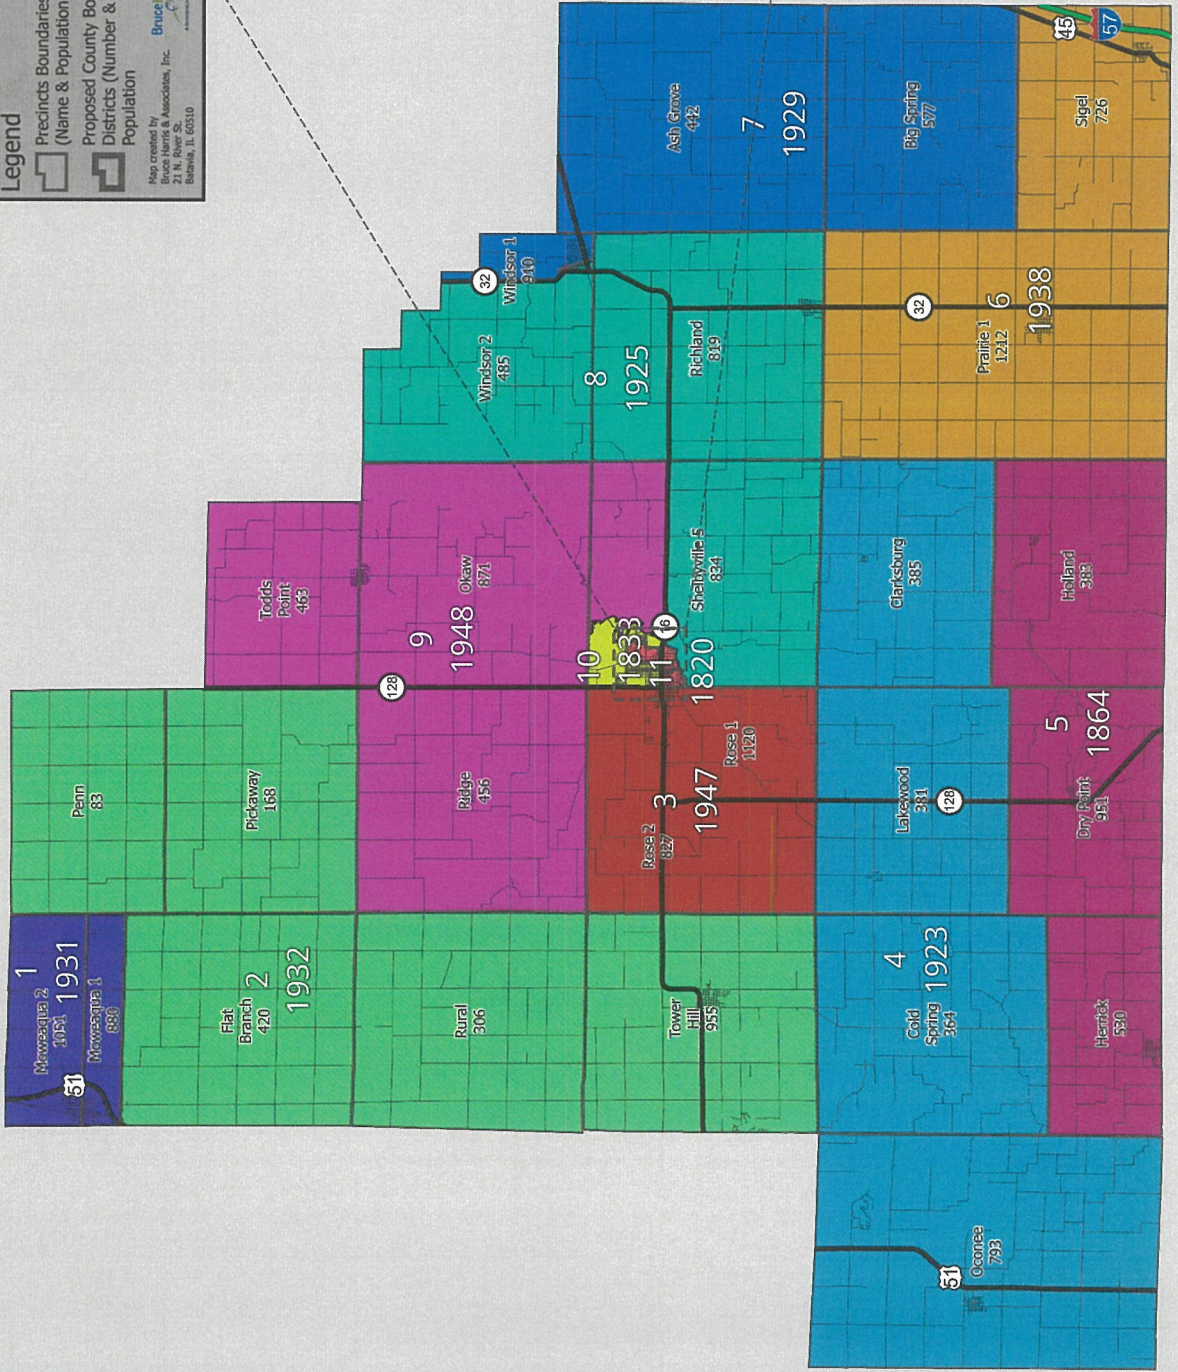 Legend
Precincts Boundaries
(Name & Population
Proposed County Bo
Districts (Number &
Population
Map created by
Bruce Harris & Associates, Inc.
21 N. River St.
Batavia, IL 60510
Bruce
Penn
83
Pickaway
168
Moweaqua 2
1051
1
1931
Moweaqua 1
880
51
Flat
Branch
420
2
1932
Rural
306
Tower
Hill
955
Todds
Point
463
Okaw
871
9
1948
128
Ridge
456
Rose 2
827
3
1947
Rose 1
1120
10
1833
11
1820
16
Shelbyville 5
834
Windsor 2
485
Windsor 1
910
32
8
1925
Richland
819
Ash Grove
442
7
1929
Big Spring
577
Sigel
726
45
57
Prairie 1
1212
6
1938
32
Clarksburg
385
Holland
383
Lakewood
381
128
Dry Point
951
5
1864
Cold
Spring
364
4
1923
Herrick
530
Oconee
793
51